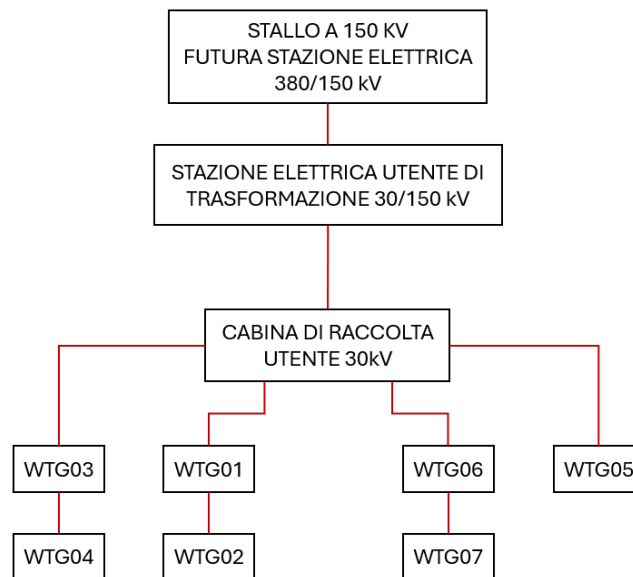 STALLO A 150 KV
FUTURA STAZIONE ELETTRICA
380/150 kV
STAZIONE ELETTRICA UTENTE DI
TRASFORMAZIONE 30/150 kV
CABINA DI RACCOLTA
UTENTE 30kV
WTG03
WTG01
WTG06
WTG05
WTG04
WTG02
WTG07